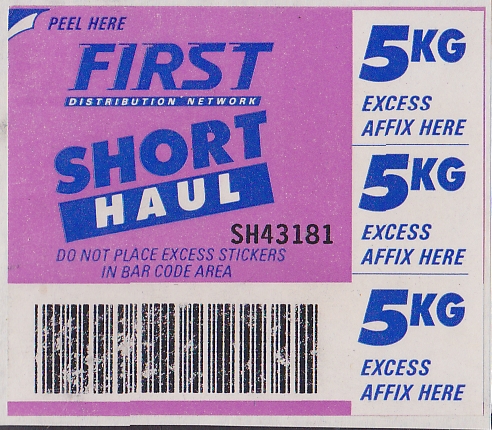 PEEL HERE
FIRST
DISTRIBUTION NETWORK
SHORT
HAUL
SH43181
DO NOT PLACE EXCESS STICKERS
IN BAR CODE AREA
5KG
EXCESS
AFFIX HERE
5KG
EXCESS
AFFIX HERE
5KG
EXCESS
AFFIX HERE